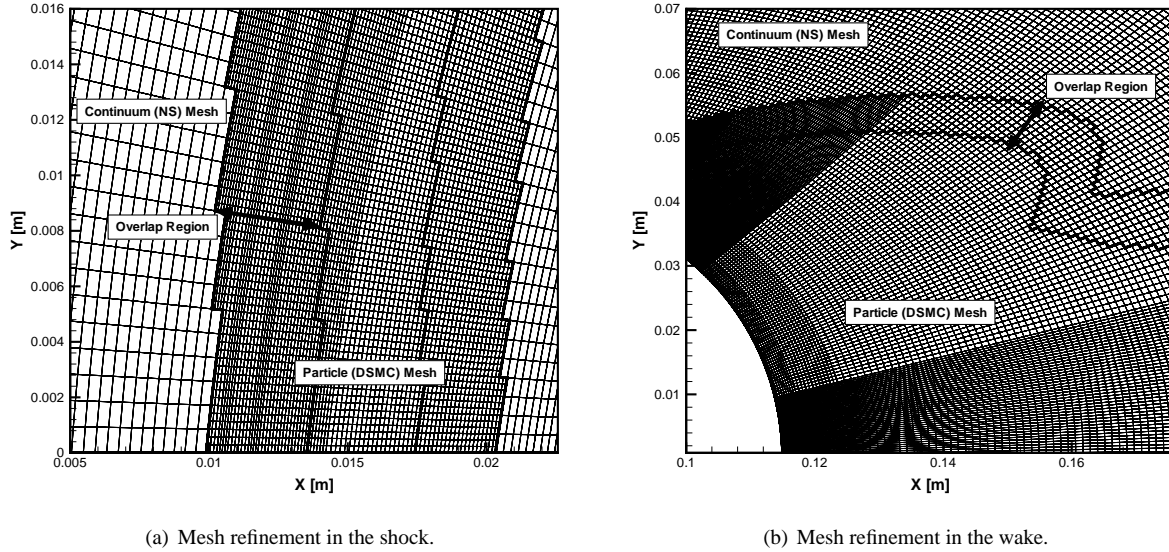 0.016
0.014
0.012
0.01
0.008
0.006
0.004
0.002
0
Y [m]
Continuum (NS) Mesh
Overlap Region
Particle (DSMC) Mesh
0.005
0.01
0.015
0.02
X [m]
(a) Mesh refinement in the shock.
0.07
0.06
0.05
0.04
0.03
0.02
0.01
0
Y [m]
Continuum (NS) Mesh
Overlap Region
Particle (DSMC) Mesh
0.1
0.12
0.14
0.16
X [m]
(b) Mesh refinement in the wake.